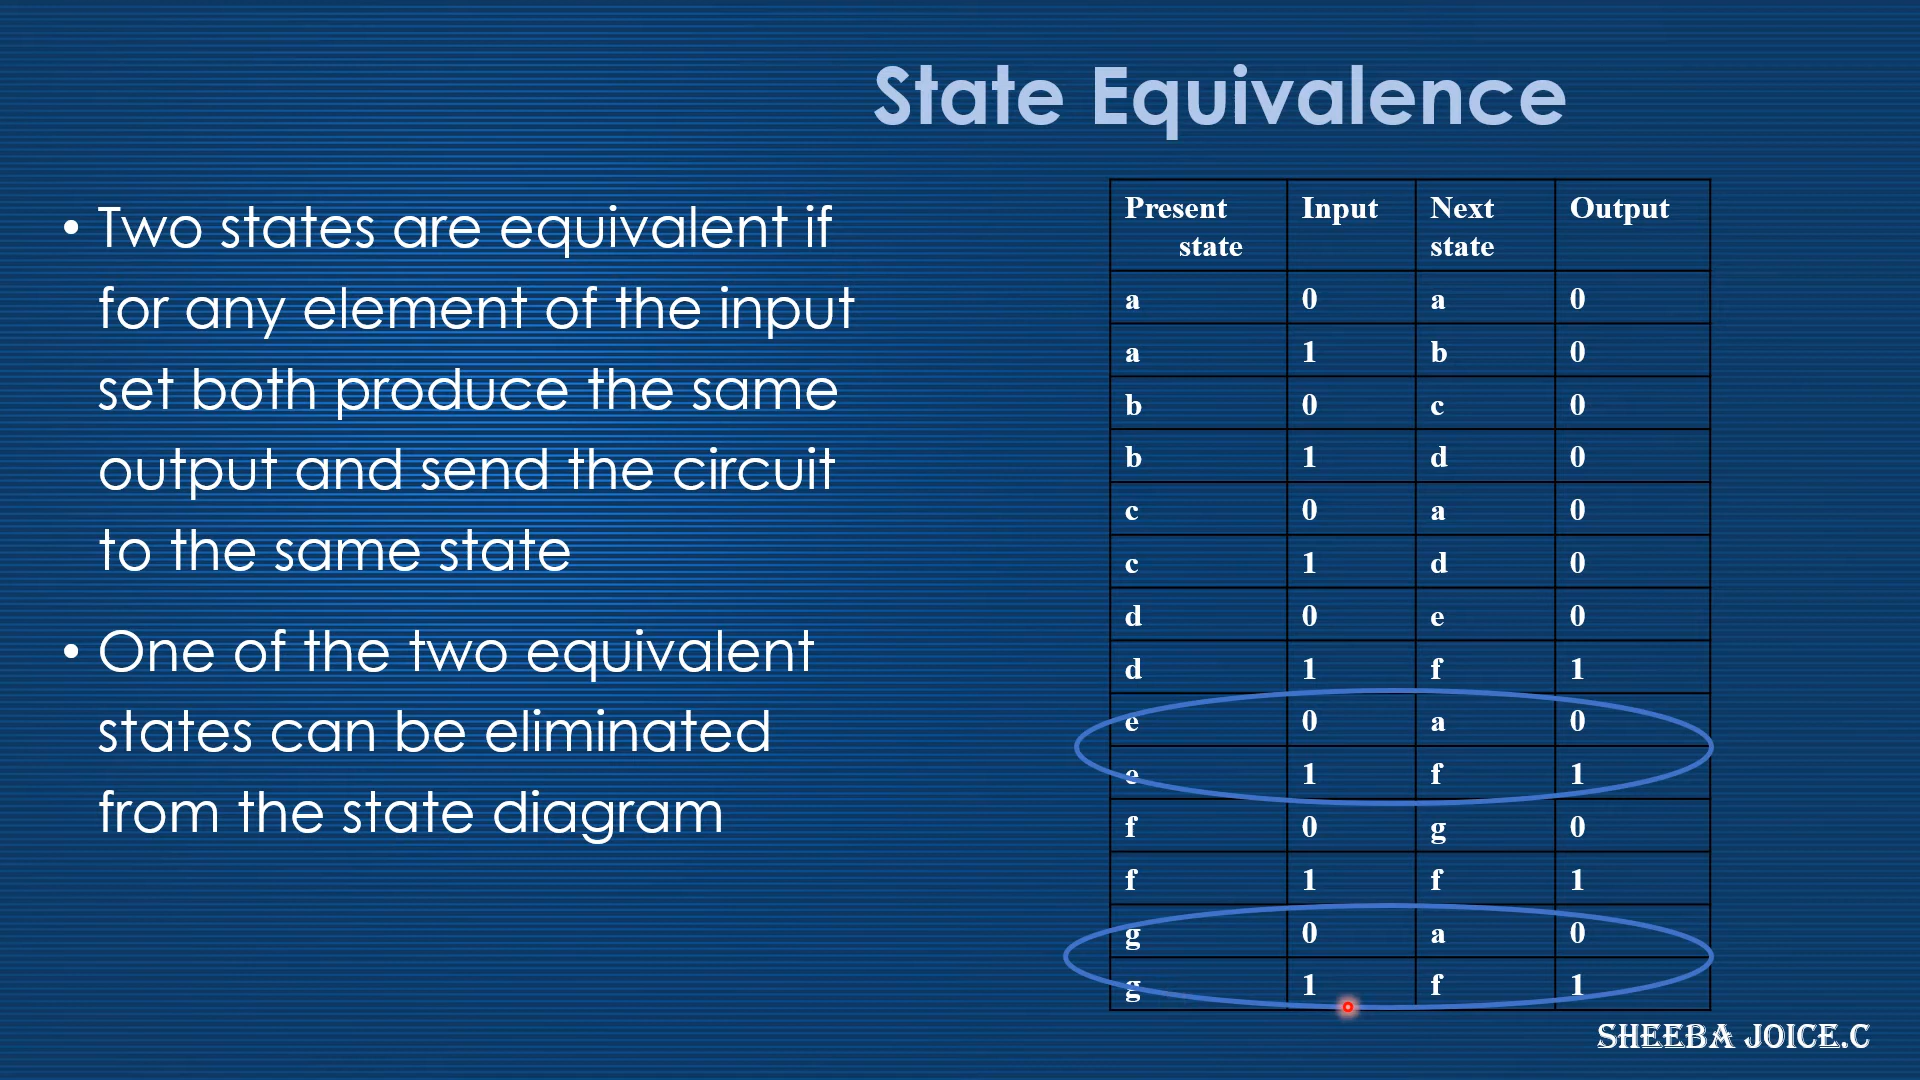 State Equivalence
• Two states are equivalent if
for any element of the input
set both produce the same
output and send the circuit
to the same state
• One of the two equivalent
states can be eliminated
from the state diagram
Present state Input Next state Output
a 0 a 0
a 1 b 0
b 0 c 0
b 1 d 0
c 0 a 0
c 1 d 0
d 0 e 0
d 1 f 1
e 0 a 0
e 1 f 1
f 0 g 0
f 1 f 1
g 0 a 0
g 1 f 1
SHEEBA JOICE.C